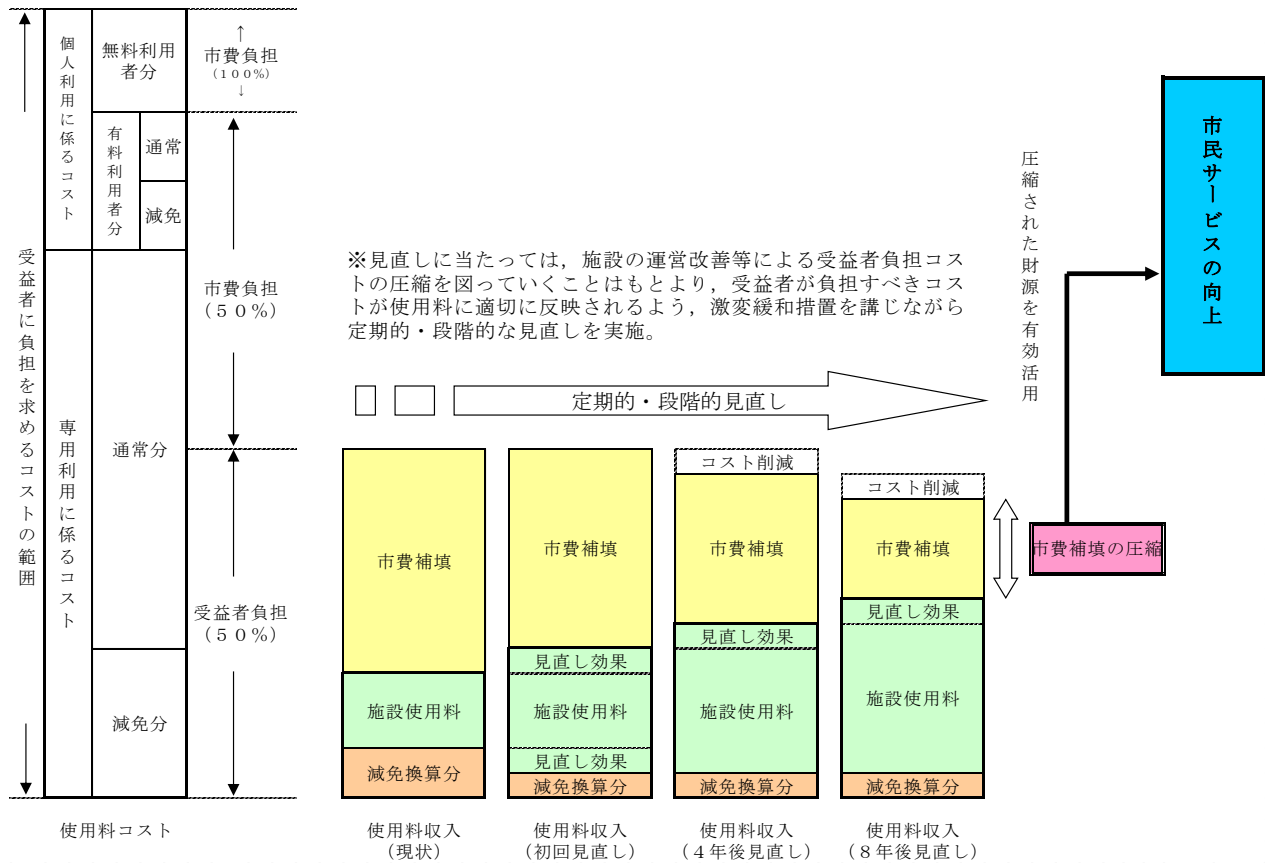 受益者に負担を求めるコストの範囲
個人利用に係るコスト
無料利用
者分
有料利用者分
通常
減免
専用利用に係るコスト
通常分
減免分
↑
市費負担
(100%)
↓
市費負担
(50%)
受益者負担
(50%)
使用料コスト
※見直しに当たっては，施設の運営改善等による受益者負担コス
トの圧縮を図っていくことはもとより，受益者が負担すべきコス
トが使用料に適切に反映されるよう，激変緩和措置を講じながら
定期的・段階的な見直しを実施。
定期的・段階的見直し
市費補填
施設使用料
減免換算分
使用料収入
(現状)
市費補填
見直し効果
施設使用料
見直し効果
減免換算分
使用料収入
(初回見直し)
コスト削減
市費補填
見直し効果
施設使用料
減免換算分
使用料収入
(４年後見直し)
コスト削減
市費補填
見直し効果
施設使用料
減免換算分
使用料収入
(８年後見直し)
市費補填の圧縮
圧縮された財源を有効活用
市民サービスの向上